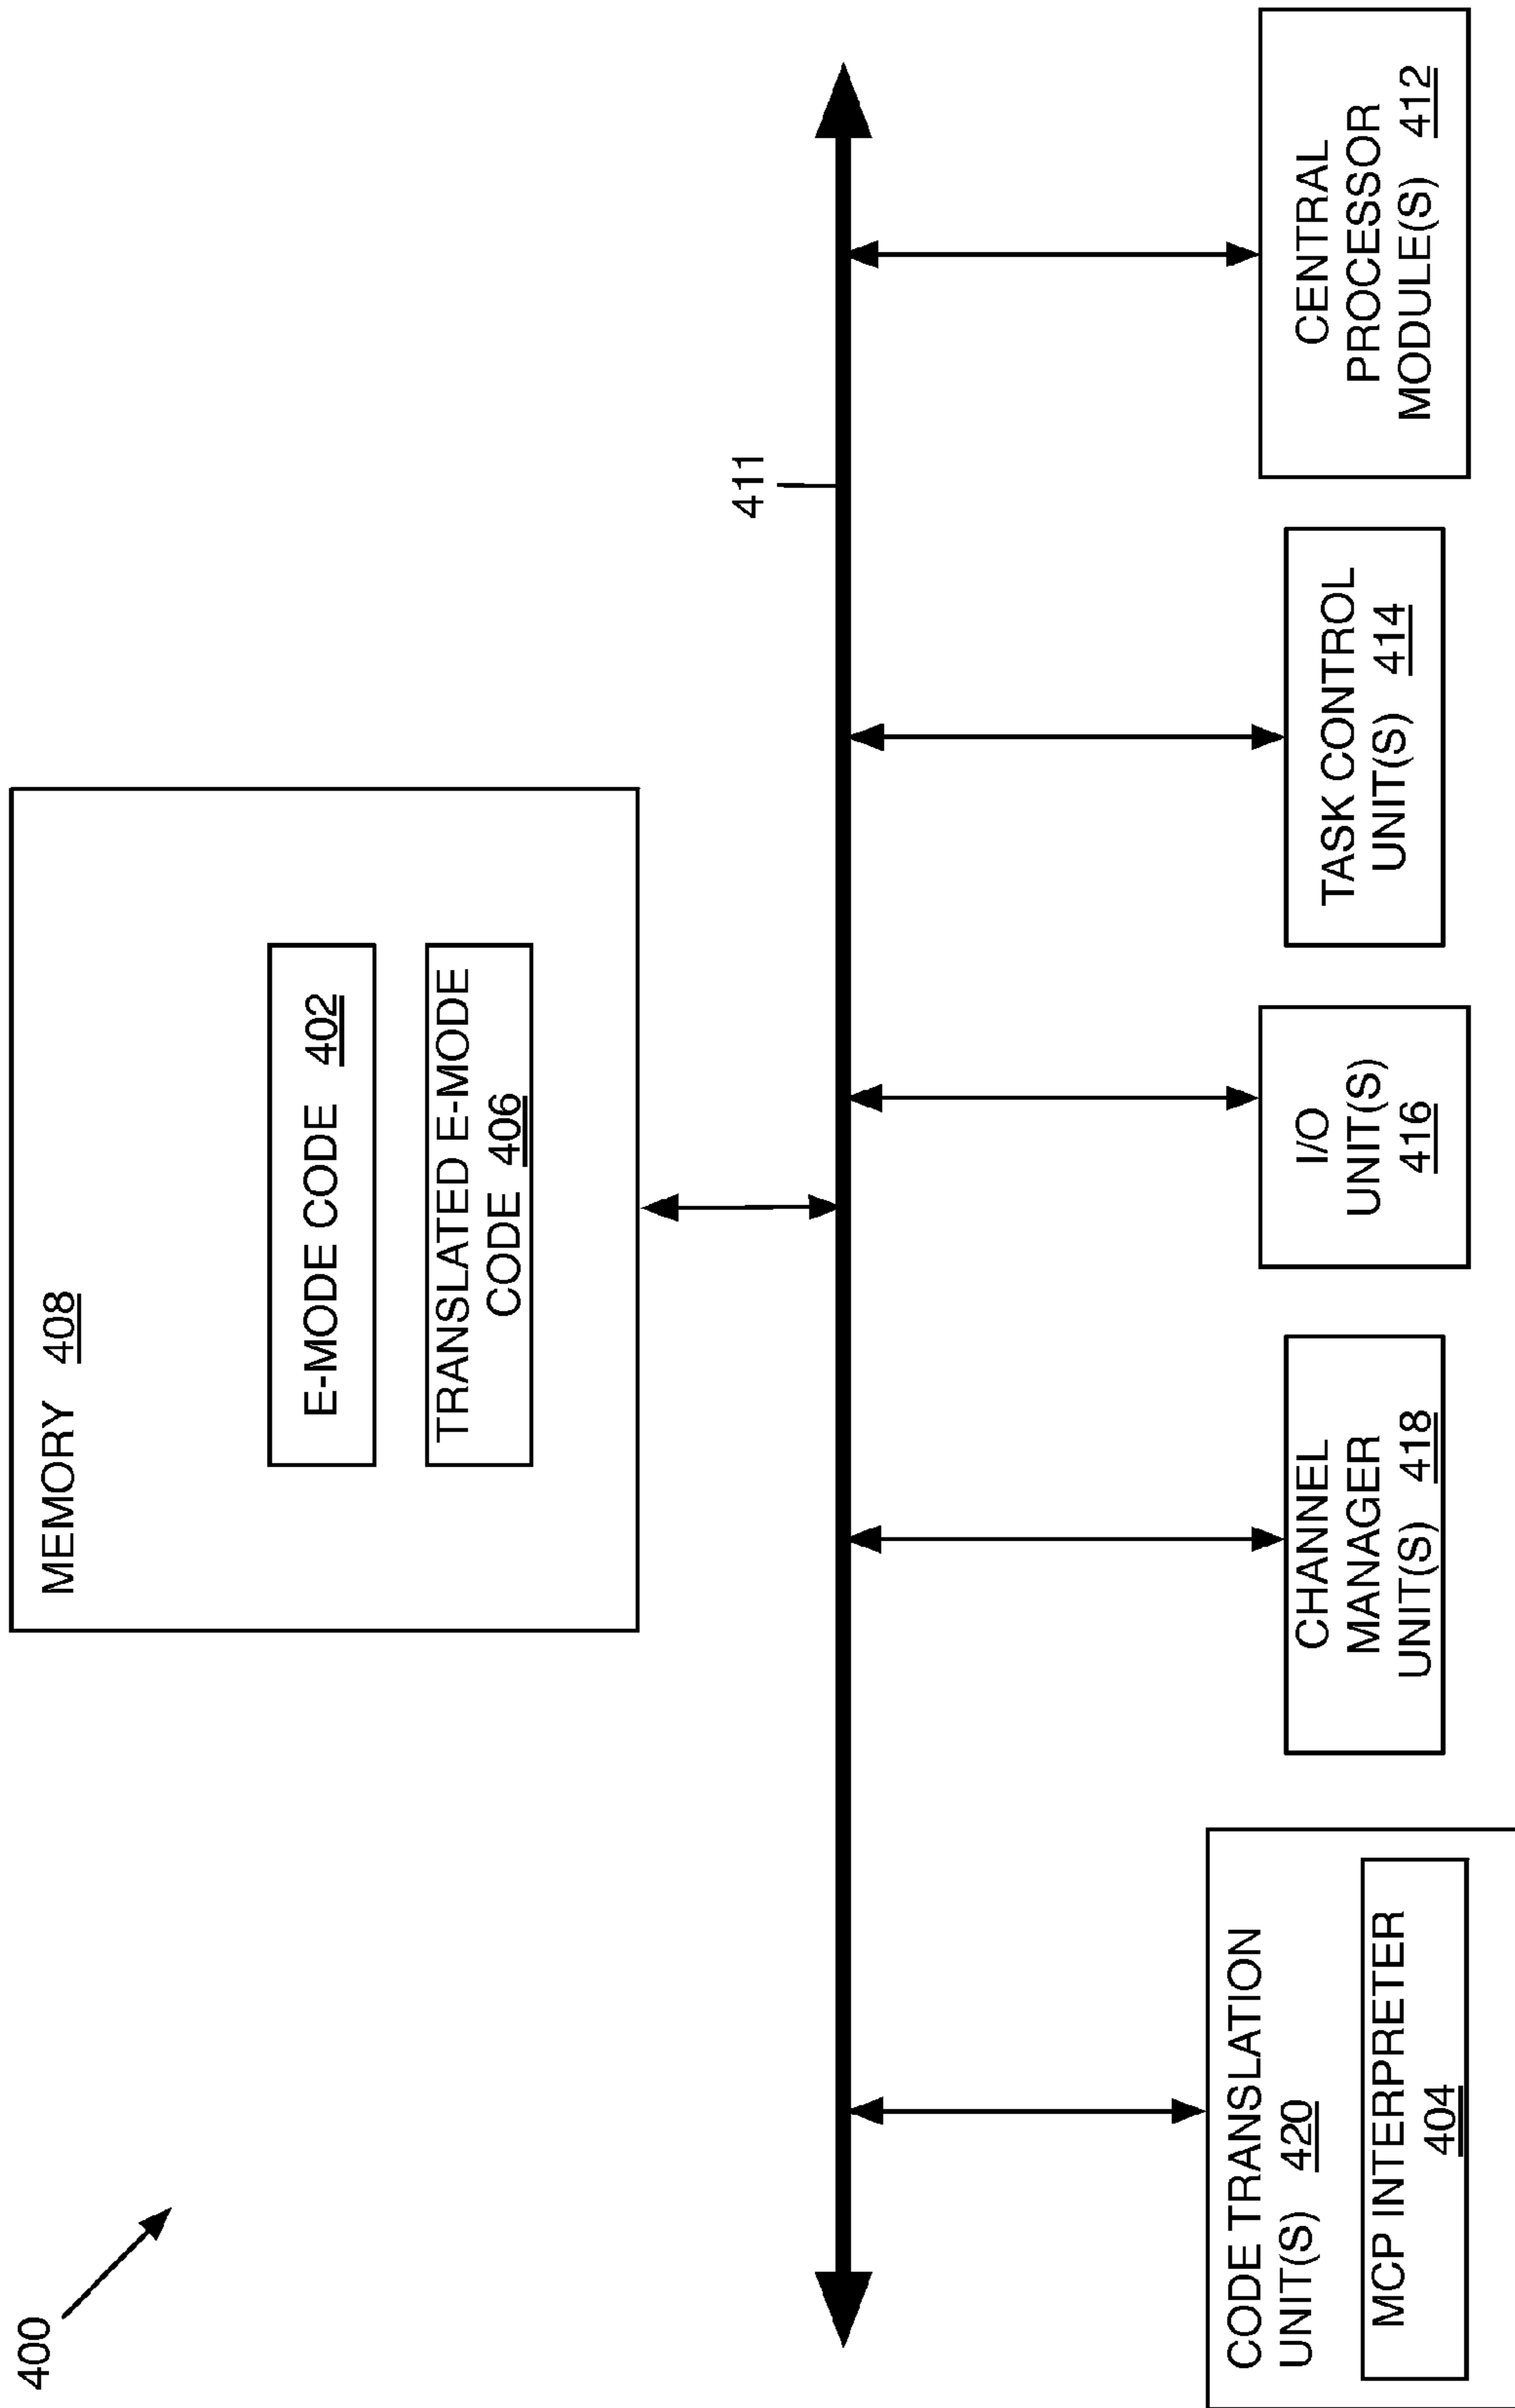 400
MEMORY 408
E-MODE CODE 402
TRANSLATED E-MODE
CODE 406
411
CODE TRANSLATION
UNIT(S) 420
MCP INTERPRETER
404
CHANNEL
MANAGER
UNIT(S) 418
I/O
UNIT(S)
416
TASK CONTROL
UNIT(S) 414
CENTRAL
PROCESSOR
MODULE(S) 412